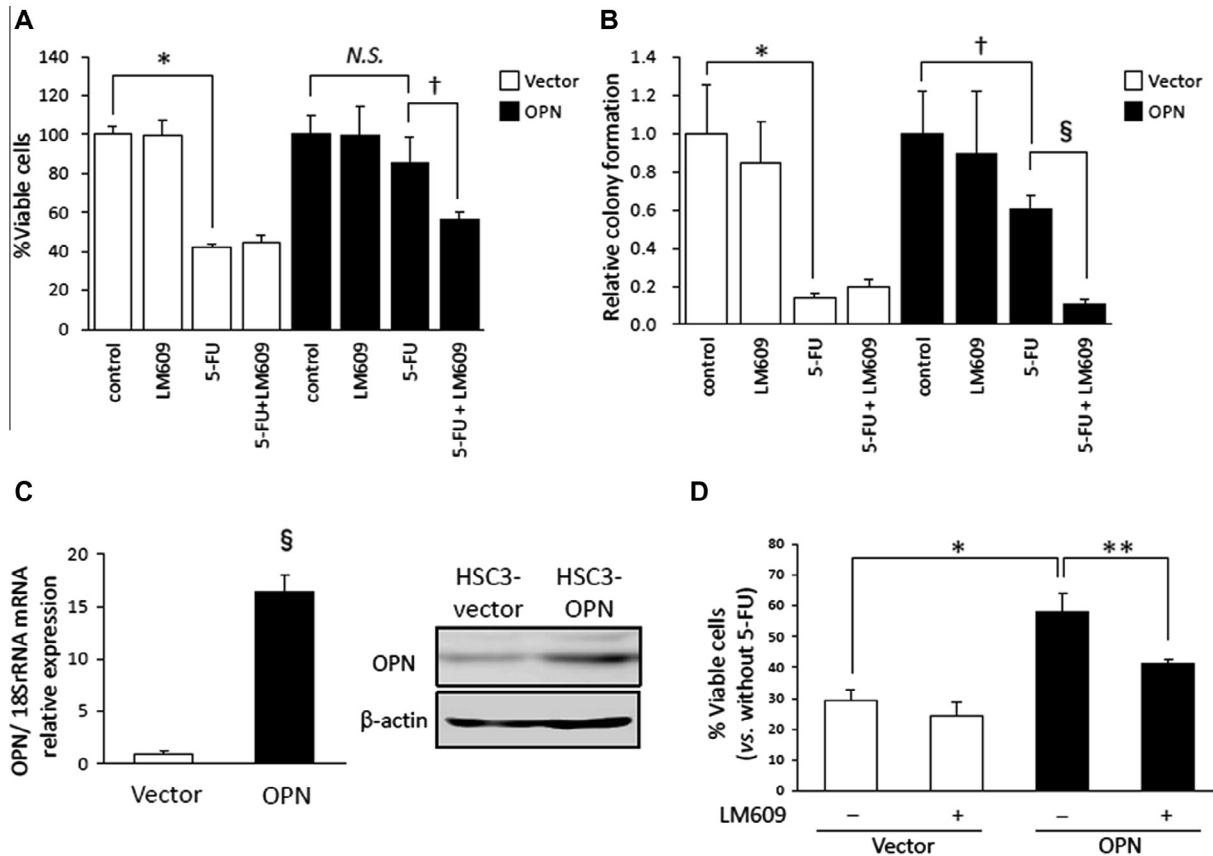 A
%Viable cells
140
120
100
80
60
40
20
0
*
N.S.
†
Vector
OPN
control
LM609
5-FU
5-FU+LM609
control
LM609
5-FU
5-FU + LM609
B
Relative colony formation
1.4
1.2
1.0
0.8
0.6
0.4
0.2
0.0
*
†
§
Vector
OPN
control
LM609
5-FU
5-FU + LM609
control
LM609
5-FU
5-FU + LM609
C
OPN/ 18SrRNA mRNA
relative expression
20
15
10
5
0
§
Vector
OPN
HSC3-
vector
HSC3-
OPN
OPN
β-actin
D
% Viable cells
(vs. without 5-FU)
80
70
60
50
40
30
20
10
0
*
**
LM609 – + – +
Vector OPN